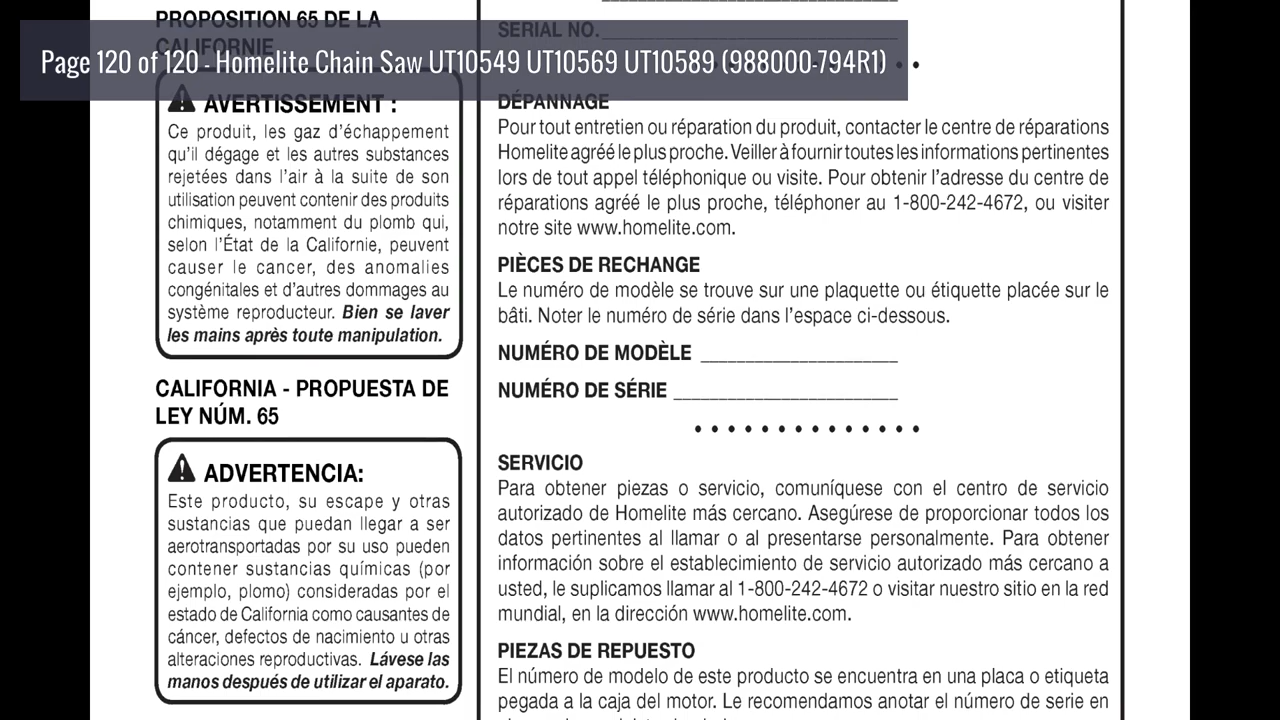 PROPOSITION 65 DE LA
CALIFORNIE
Page 120 of 120 - Homelite Chain Saw UT10549 UT10569 UT10589 (988000-794R1)
AVERTISSEMENT :
Ce produit, les gaz d’échappement
qu’il dégage et les autres substances
rejetées dans l’air à la suite de son
utilisation peuvent contenir des produits
chimiques, notamment du plomb qui,
selon l’État de la Californie, peuvent
causer le cancer, des anomalies
congénitales et d’autres dommages au
système reproducteur. Bien se laver
les mains après toute manipulation.
CALIFORNIA - PROPUESTA DE
LEY NÚM. 65
ADVERTENCIA:
Este producto, su escape y otras
sustancias que puedan llegar a ser
aerotransportadas por su uso pueden
contener sustancias químicas (por
ejemplo, plomo) consideradas por el
estado de California como causantes de
cáncer, defectos de nacimiento u otras
alteraciones reproductivas. Lávese las
manos después de utilizar el aparato.
SERIAL NO. ______________________
DÉPANNAGE
Pour tout entretien ou réparation du produit, contacter le centre de réparations
Homelite agréé le plus proche. Veiller à fournir toutes les informations pertinentes
lors de tout appel téléphonique ou visite. Pour obtenir l’adresse du centre de
réparations agréé le plus proche, téléphoner au 1-800-242-4672, ou visiter
notre site www.homelite.com.
PIÈCES DE RECHANGE
Le numéro de modèle se trouve sur une plaquette ou étiquette placée sur le
bâti. Noter le numéro de série dans l’espace ci-dessous.
NUMÉRO DE MODÈLE ______________________
NUMÉRO DE SÉRIE _________________________
• • • • • • • • • • • • • •
SERVICIO
Para obtener piezas o servicio, comuníquese con el centro de servicio
autorizado de Homelite más cercano. Asegúrese de proporcionar todos los
datos pertinentes al llamar o al presentarse personalmente. Para obtener
información sobre el establecimiento de servicio autorizado más cercano a
usted, le suplicamos llamar al 1-800-242-4672 o visitar nuestro sitio en la red
mundial, en la dirección www.homelite.com.
PIEZAS DE REPUESTO
El número de modelo de este producto se encuentra en una placa o etiqueta
pegada a la caja del motor. Le recomendamos anotar el número de serie en